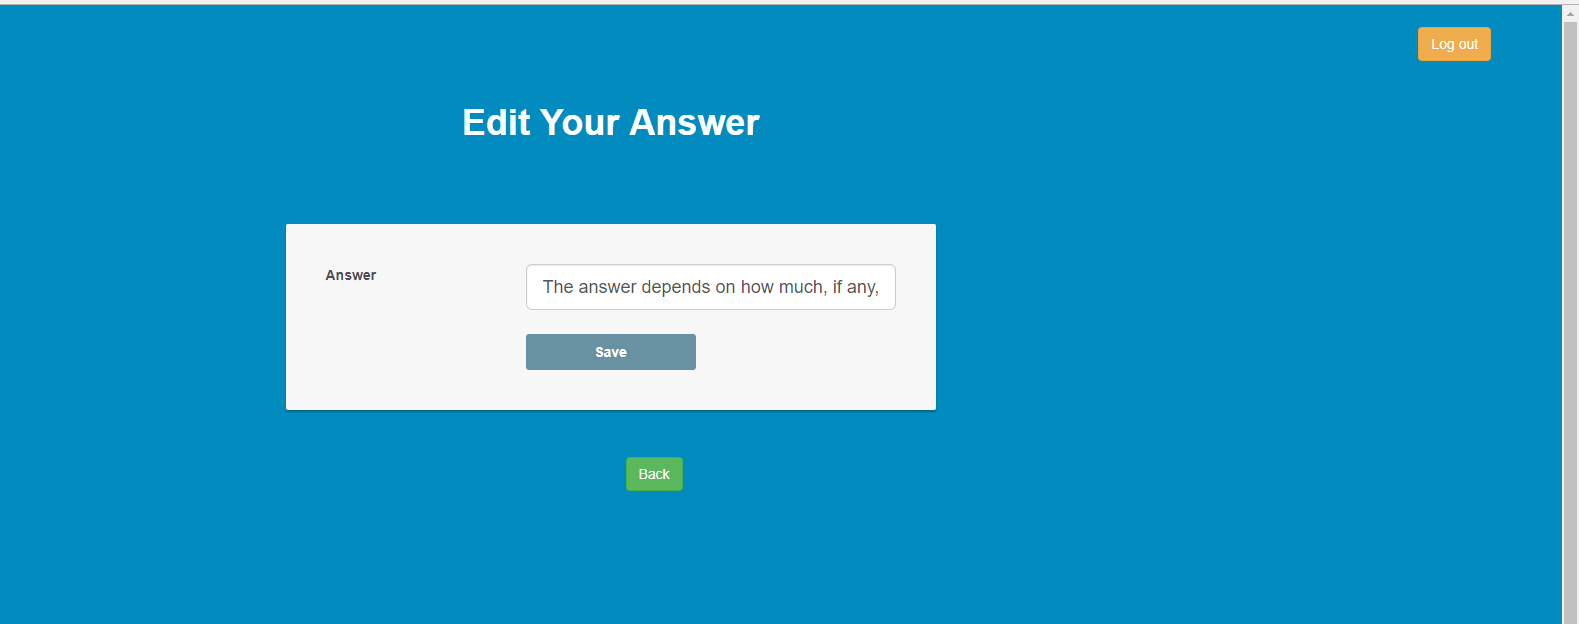 Log out
Edit Your Answer
Answer
The answer depends on how much, if any,
Save
Back